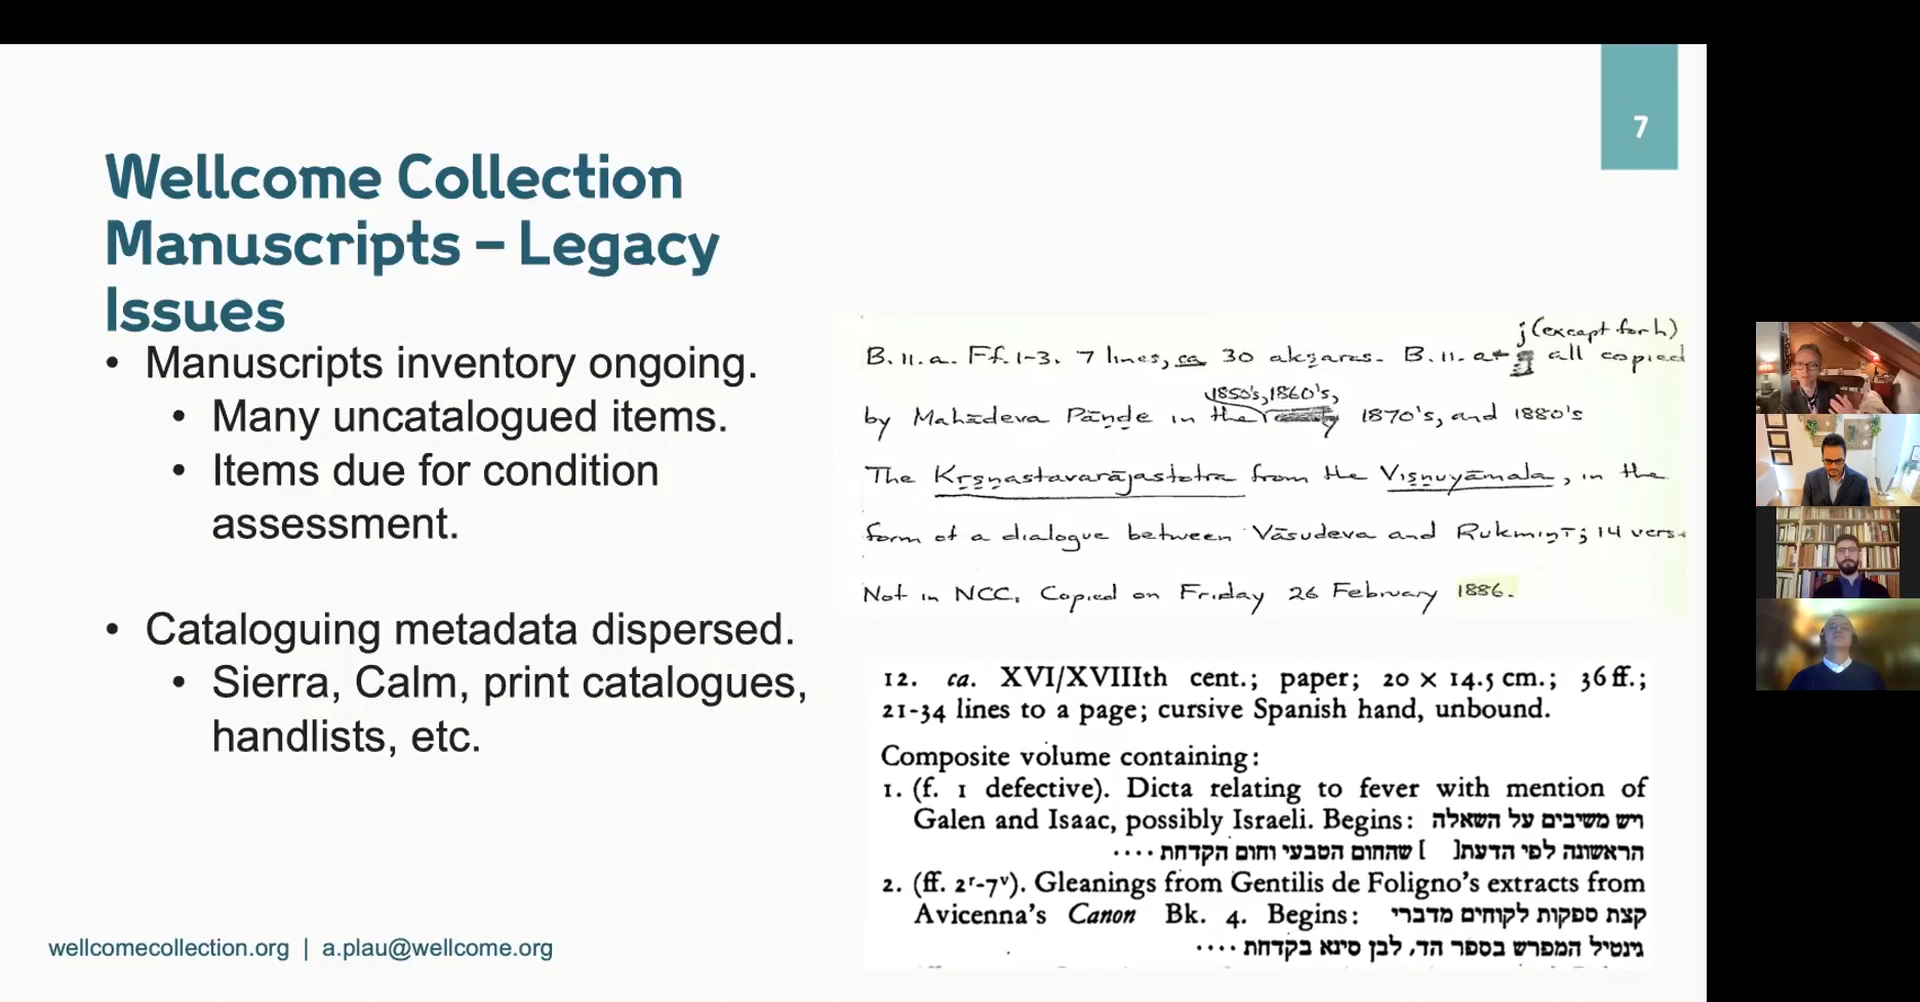 7
Wellcome Collection
Manuscripts – Legacy
Issues
• Manuscripts inventory ongoing.
• Many uncatalogued items.
• Items due for condition
assessment.
• Cataloguing metadata dispersed.
• Sierra, Calm, print catalogues,
handlists, etc.
wellcomecollection.org | a.plau@wellcome.org
j (except for h)
B. 11. a. Ff. 1-3. 7 lines, ca 30 akṣaras. B. 11. a-g all copied
1850's, 1860's,
by Mahādeva Pāṇḍe in the 1870's, and 1880's
The Kṛṣṇastavarājastotra from the Viṣṇuyāmala, in the
form of a dialogue between Vāsudeva and Rukmiṇī; 14 vers
Not in NCC. Copied on Friday 26 February 1886.
12. ca. XVI/XVIIIth cent.; paper; 20 × 14.5 cm.; 36 ff.;
21-34 lines to a page; cursive Spanish hand, unbound.
Composite volume containing:
1. (f. 1 defective). Dicta relating to fever with mention of
Galen and Isaac, possibly Israeli. Begins: ויש משיבים על השאלה
הראשונה לפי הדעת[ ] שהחום הטבעי וחום הקדחת ....
2. (ff. 2r-7v). Gleanings from Gentilis de Foligno's extracts from
Avicenna's Canon Bk. 4. Begins: קצת ספקות לקוחים מדברי
גינטיל המפרש בספר הד, לבן סינא בקדחת ....